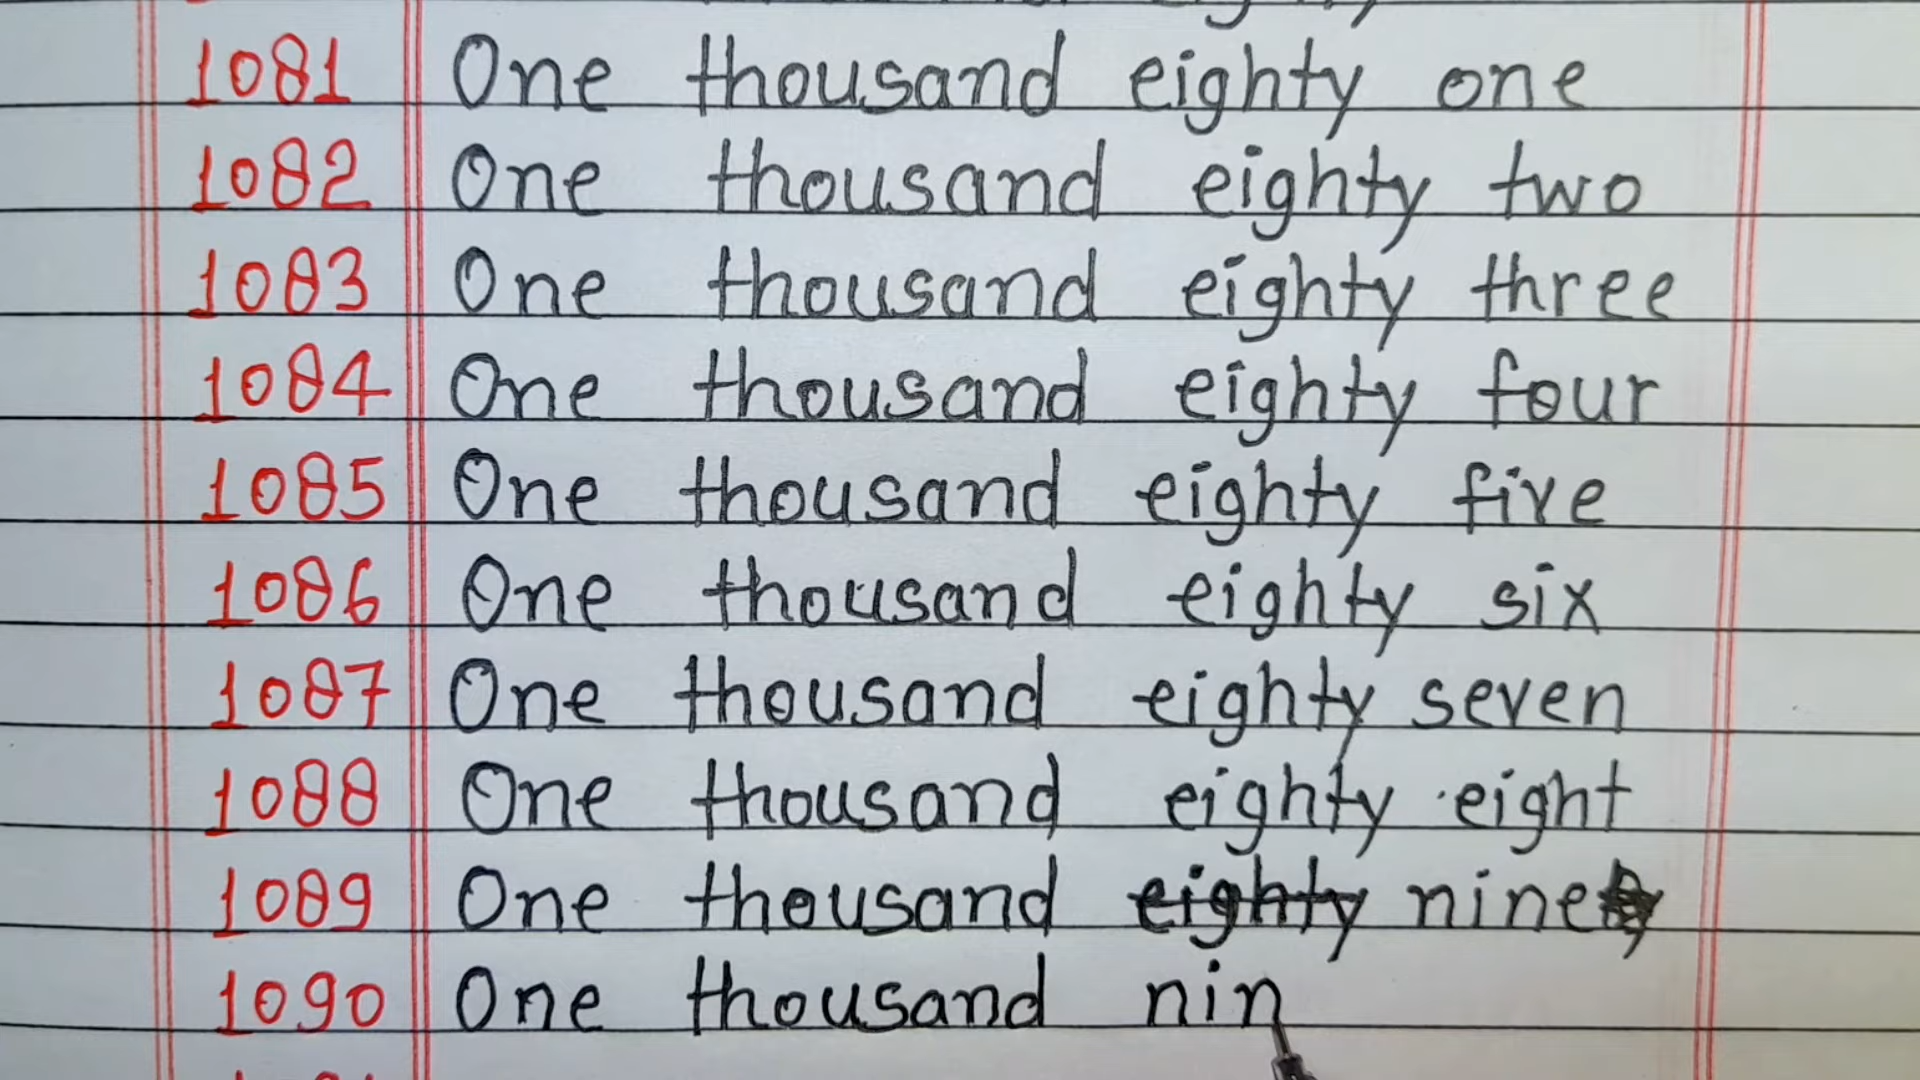 1081 One thousand eighty one
1082 One thousand eighty two
1083 One thousand eighty three
1084 One thousand eighty four
1085 One thousand eighty five
1086 One thousand eighty six
1087 One thousand eighty seven
1088 One thousand eighty eight
1089 One thousand eighty nine
1090 One thousand nin